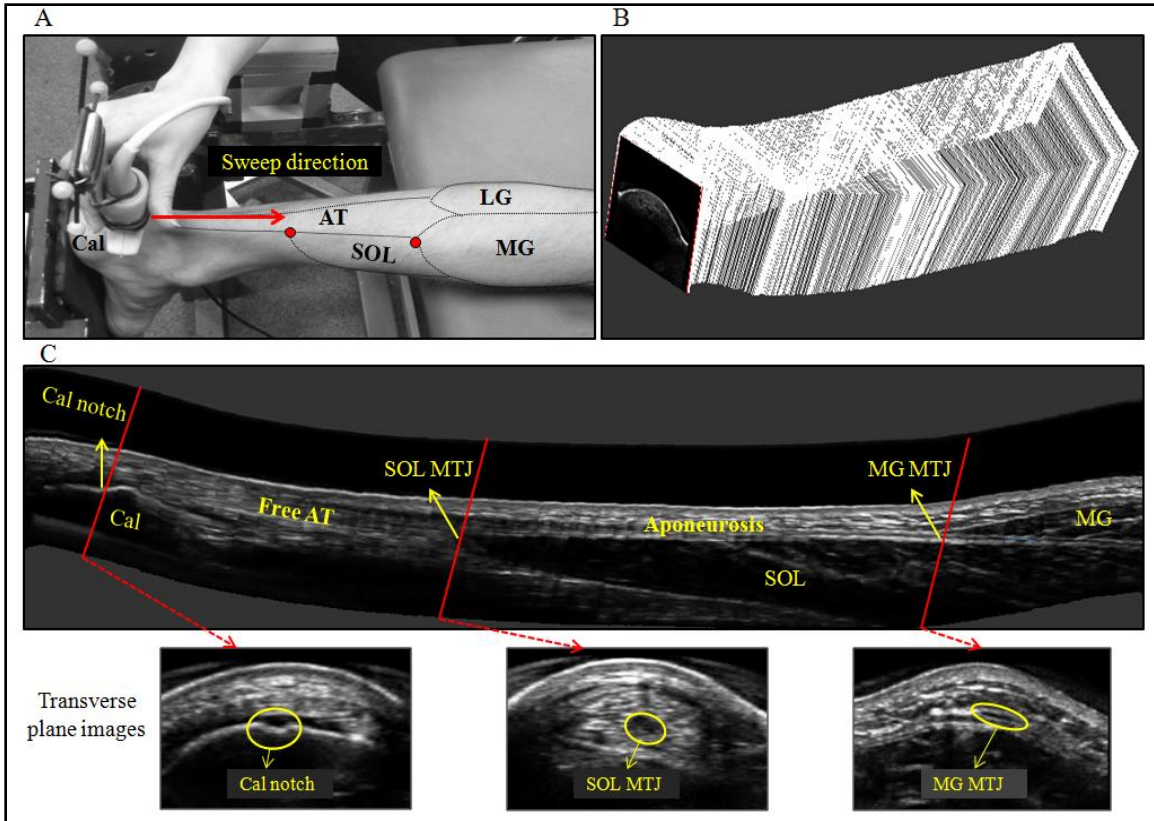 A
B
Sweep direction
LG
AT
Cal
SOL
MG
C
Cal notch
SOL MTJ
MG MTJ
Free AT
Aponeurosis
MG
Cal
SOL
Transverse
plane images
Cal notch
SOL MTJ
MG MTJ